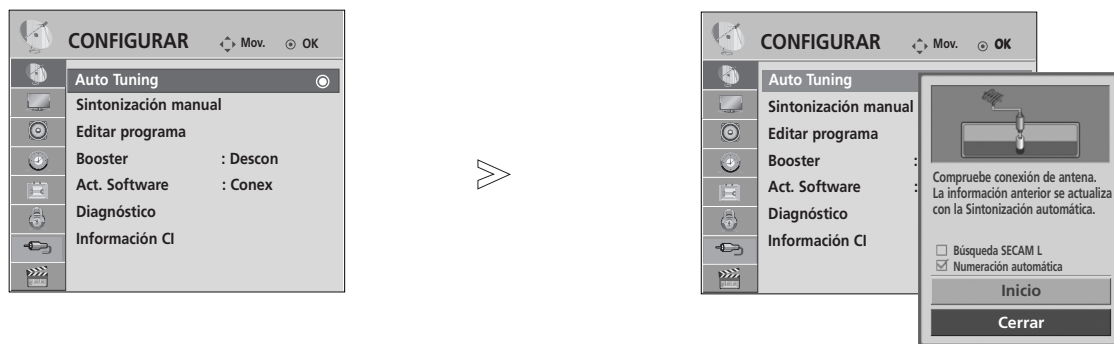 CONFIGURAR Mov. OK
Auto Tuning
Sintonización manual
Editar programa
Booster : Descon
Act. Software : Conex
Diagnóstico
Información CI
CONFIGURAR Mov. OK
Auto Tuning
Sintonización manual
Editar programa
Booster :
Act. Software :
Diagnóstico
Información CI
Compruebe conexión de antena.
La información anterior se actualiza
con la Sintonización automática.
Búsqueda SECAM L
Numeración automática
Inicio
Cerrar